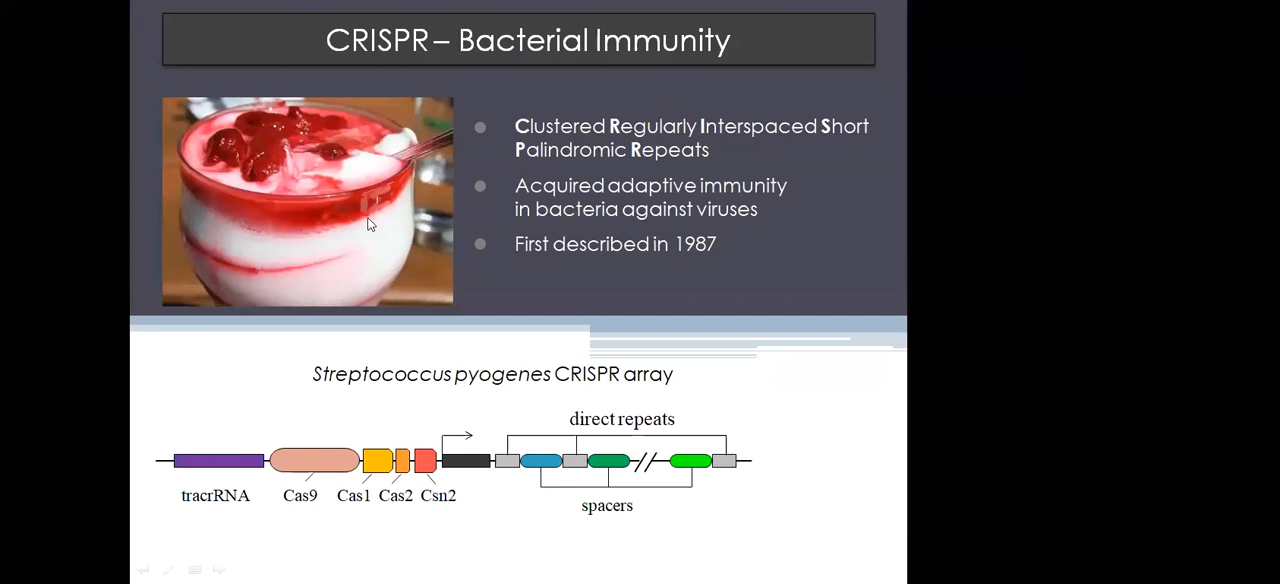 CRISPR – Bacterial Immunity
Clustered Regularly Interspaced Short
Palindromic Repeats
Acquired adaptive immunity
in bacteria against viruses
First described in 1987
Streptococcus pyogenes CRISPR array
direct repeats
tracrRNA Cas9 Cas1 Cas2 Csn2
spacers